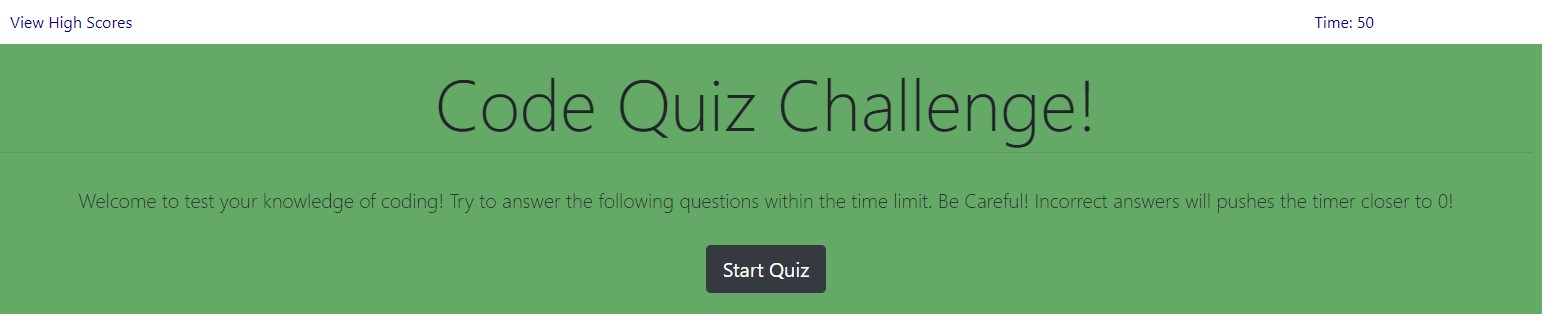 View High Scores
Time: 50
Code Quiz Challenge!
Welcome to test your knowledge of coding! Try to answer the following questions within the time limit. Be Careful! Incorrect answers will pushes the timer closer to 0!
Start Quiz